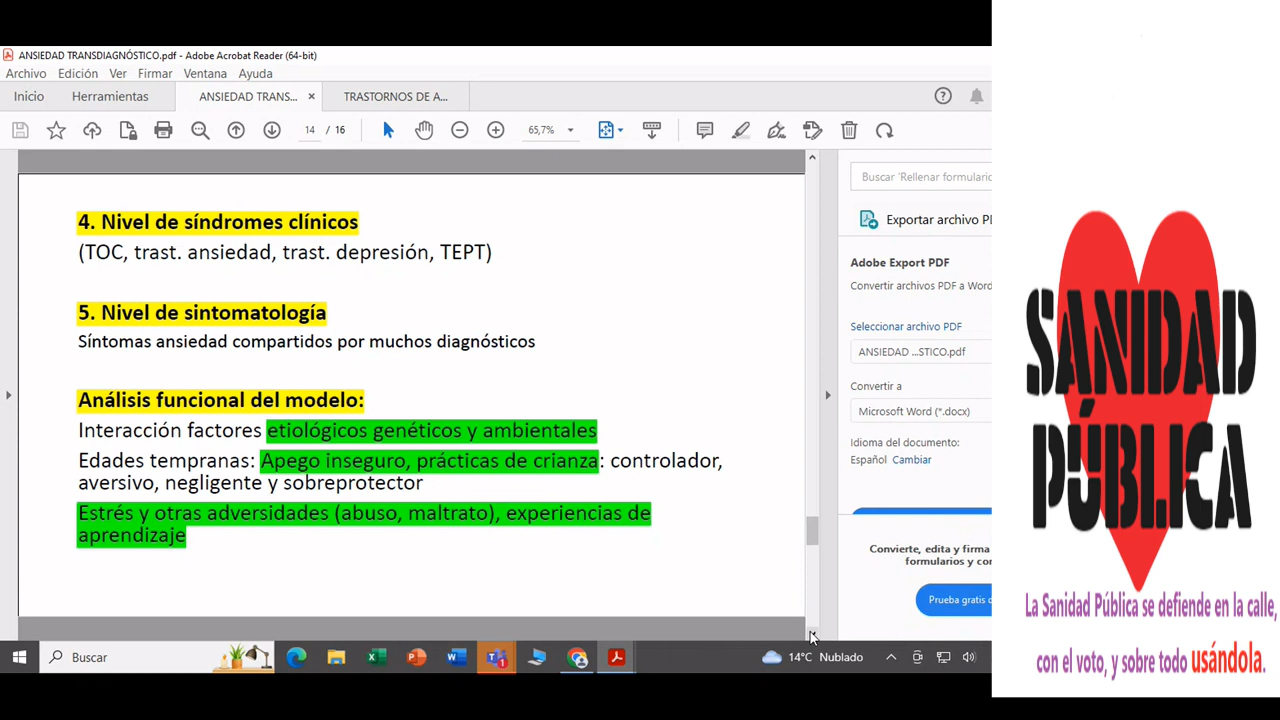 ANSIEDAD TRANSDIAGNÓSTICO.pdf - Adobe Acrobat Reader (64-bit)
Archivo Edición Ver Firmar Ventana Ayuda
Inicio Herramientas ANSIEDAD TRANS... × TRASTORNOS DE A...
14 / 16 65,7%
4. Nivel de síndromes clínicos
(TOC, trast. ansiedad, trast. depresión, TEPT)
5. Nivel de sintomatología
Síntomas ansiedad compartidos por muchos diagnósticos
Análisis funcional del modelo:
Interacción factores etiológicos genéticos y ambientales
Edades tempranas: Apego inseguro, prácticas de crianza: controlador,
aversivo, negligente y sobreprotector
Estrés y otras adversidades (abuso, maltrato), experiencias de
aprendizaje
Buscar 'Rellenar formulario
Exportar archivo PD
Adobe Export PDF
Convertir archivos PDF a Word
Seleccionar archivo PDF
ANSIEDAD ...STICO.pdf
Convertir a
Microsoft Word (*.docx)
Idioma del documento:
Español Cambiar
Convierte, edita y firma
formularios y con
Prueba gratis d
Buscar
14°C Nublado
SANIDAD
PÚBLICA
La Sanidad Pública se defiende en la calle,
con el voto, y sobre todo usándola.